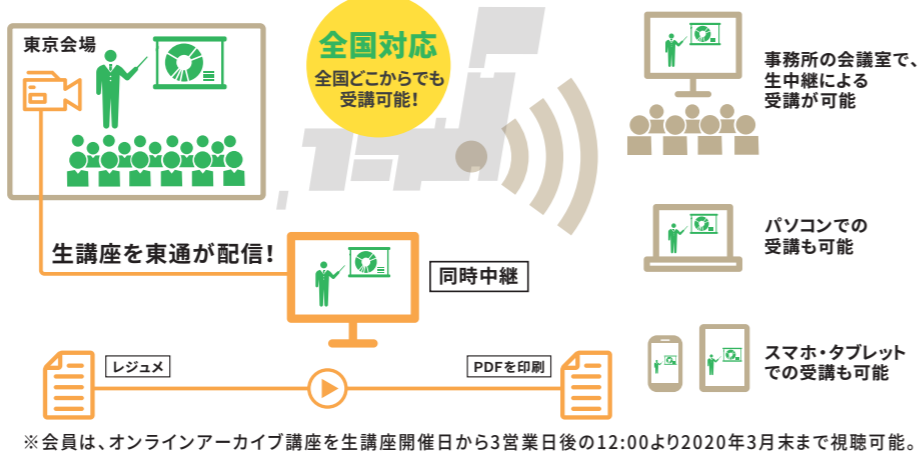 東京会場
全国対応
全国どこからでも
受講可能！
事務所の会議室で、
生中継による
受講が可能
生講座を東通が配信！
同時中継
パソコンでの
受講も可能
レジュメ
PDFを印刷
スマホ・タブレット
での受講も可能
※会員は、オンラインアーカイブ講座を生講座開催日から3営業日後の12:00より2020年3月末まで視聴可能。